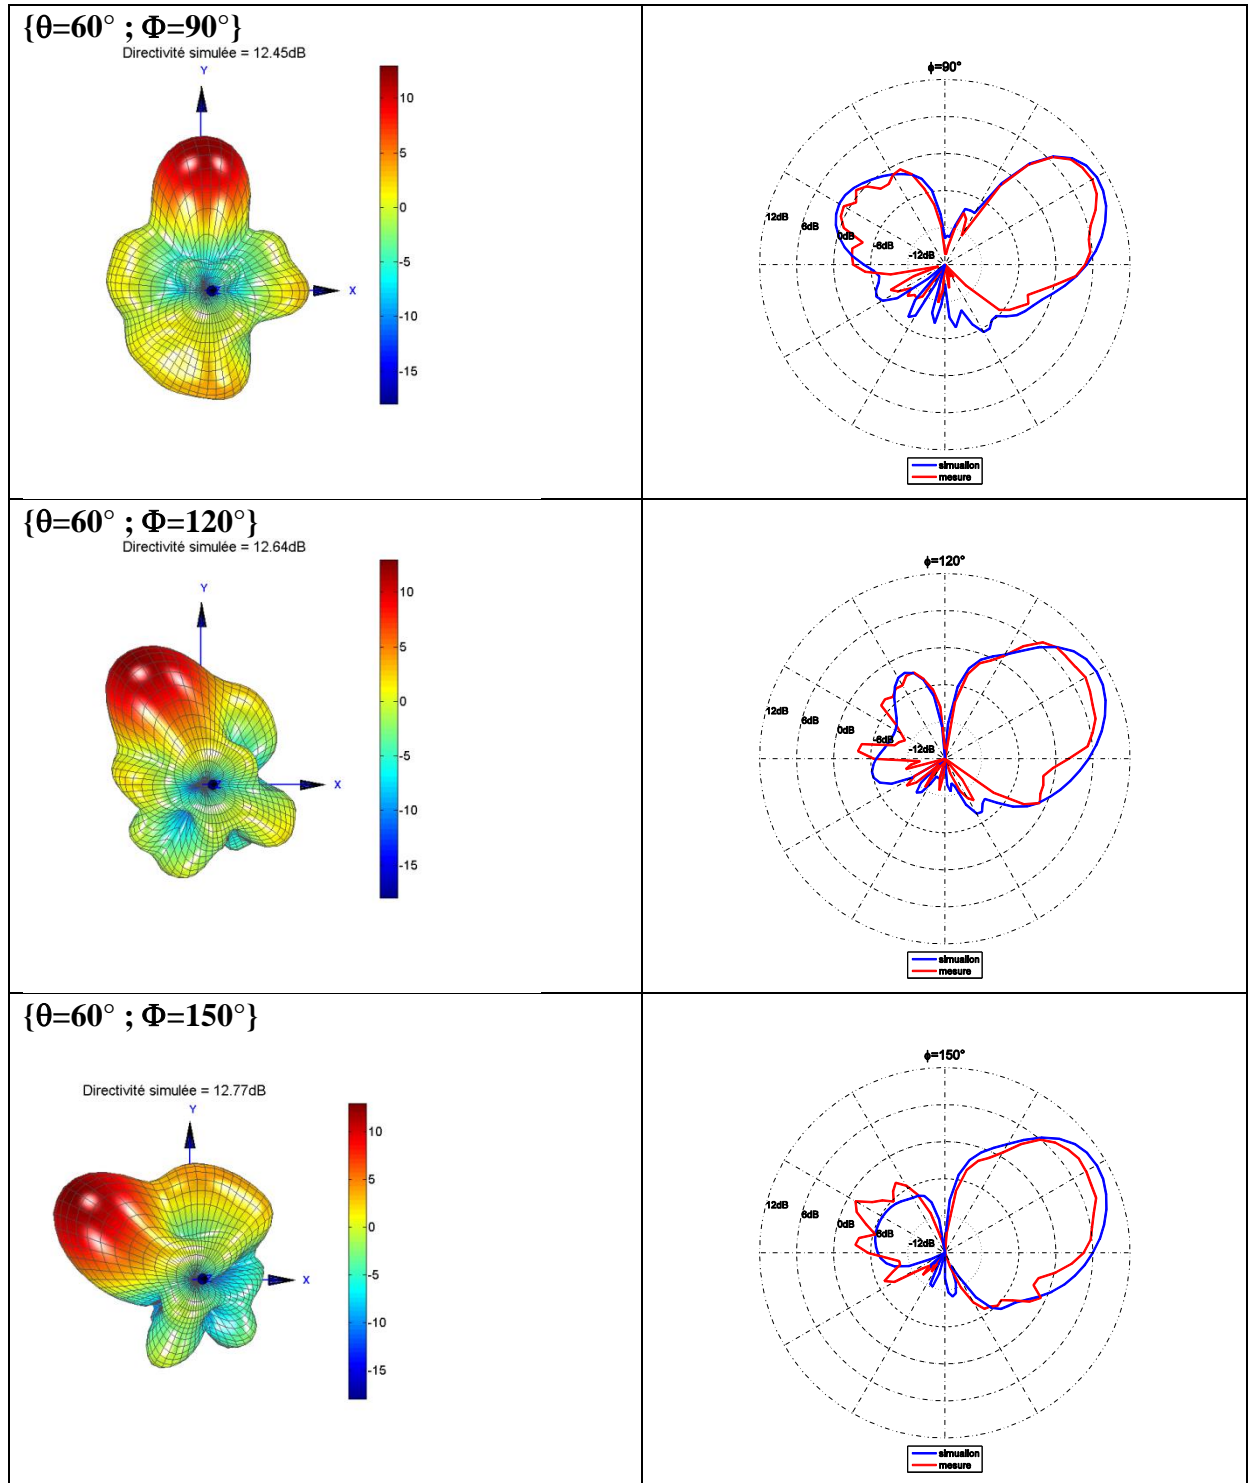 {θ=60° ; Φ=90°}
Directivité simulée = 12.45dB
Y
X
10
5
0
-5
-10
-15
ϕ=90°
12dB
6dB
0dB
-6dB
-12dB
simualion
mesure
{θ=60° ; Φ=120°}
Directivité simulée = 12.64dB
Y
X
10
5
0
-5
-10
-15
ϕ=120°
12dB
6dB
0dB
-6dB
-12dB
simualion
mesure
{θ=60° ; Φ=150°}
Directivité simulée = 12.77dB
Y
X
10
5
0
-5
-10
-15
ϕ=150°
12dB
6dB
0dB
-6dB
-12dB
simualion
mesure